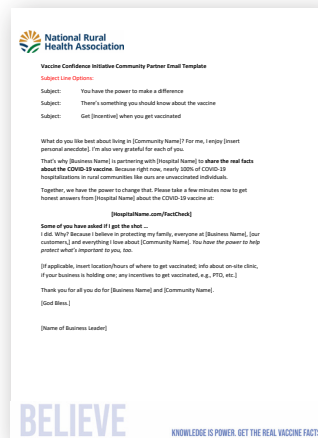 National Rural
Health Association
Vaccine Confidence Initiative Community Partner Email Template
Subject Line Options:
Subject: You have the power to make a difference
Subject: There's something you should know about the vaccine
Subject: Get [Incentive] when you get vaccinated
What do you like best about living in [Community Name]? For me, I enjoy [insert
personal anecdote]. I'm also very grateful for each of you.
That's why [Business Name] is partnering with [Hospital Name] to share the real facts
about the COVID-19 vaccine. Because right now, nearly 100% of COVID-19
hospitalizations in rural communities like ours are unvaccinated individuals.
Together, we have the power to change that. Please take a few minutes now to get
honest answers from [Hospital Name] about the COVID-19 vaccine at:
[HospitalName.com/FactCheck]
Some of you have asked if I got the shot ...
I did. Why? Because I believe in protecting my family, everyone at [Business Name], [our
customers,] and everything I love about [Community Name]. You have the power to help
protect what's important to you, too.
[If applicable, insert location/hours of where to get vaccinated; info about on-site clinic,
if your business is holding one; any incentives to get vaccinated, e.g., PTO, etc.]
Thank you for all you do for [Business Name] and [Community Name].
[God Bless.]
[Name of Business Leader]
BELIEVE
KNOWLEDGE IS POWER. GET THE REAL VACCINE FACTS